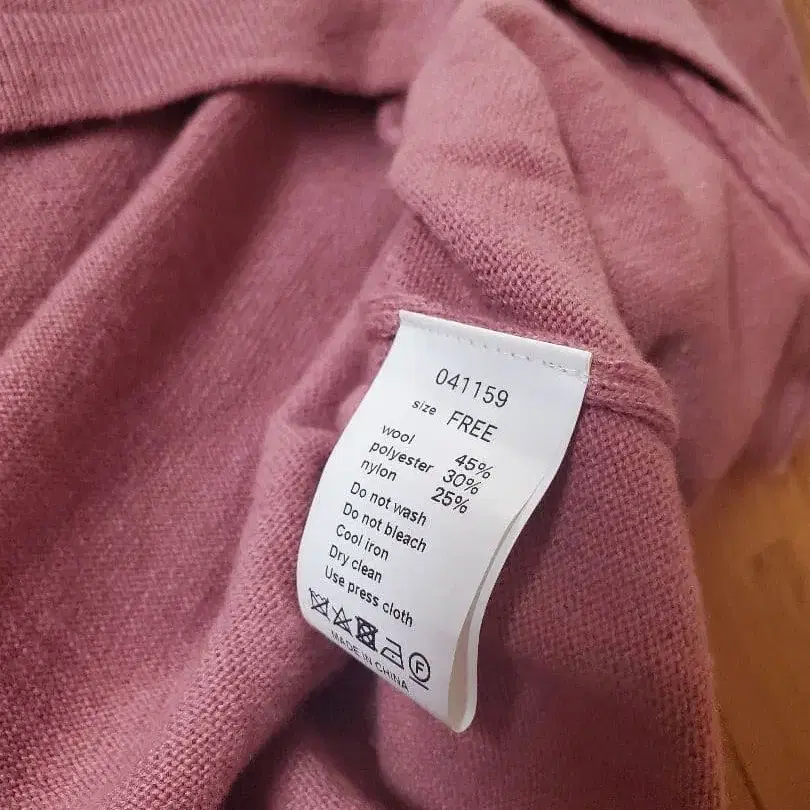 041159
size FREE
wool 45%
polyester 30%
nylon 25%
Do not wash
Do not bleach
Cool iron
Dry clean
Use press cloth
F
MADE IN CHINA